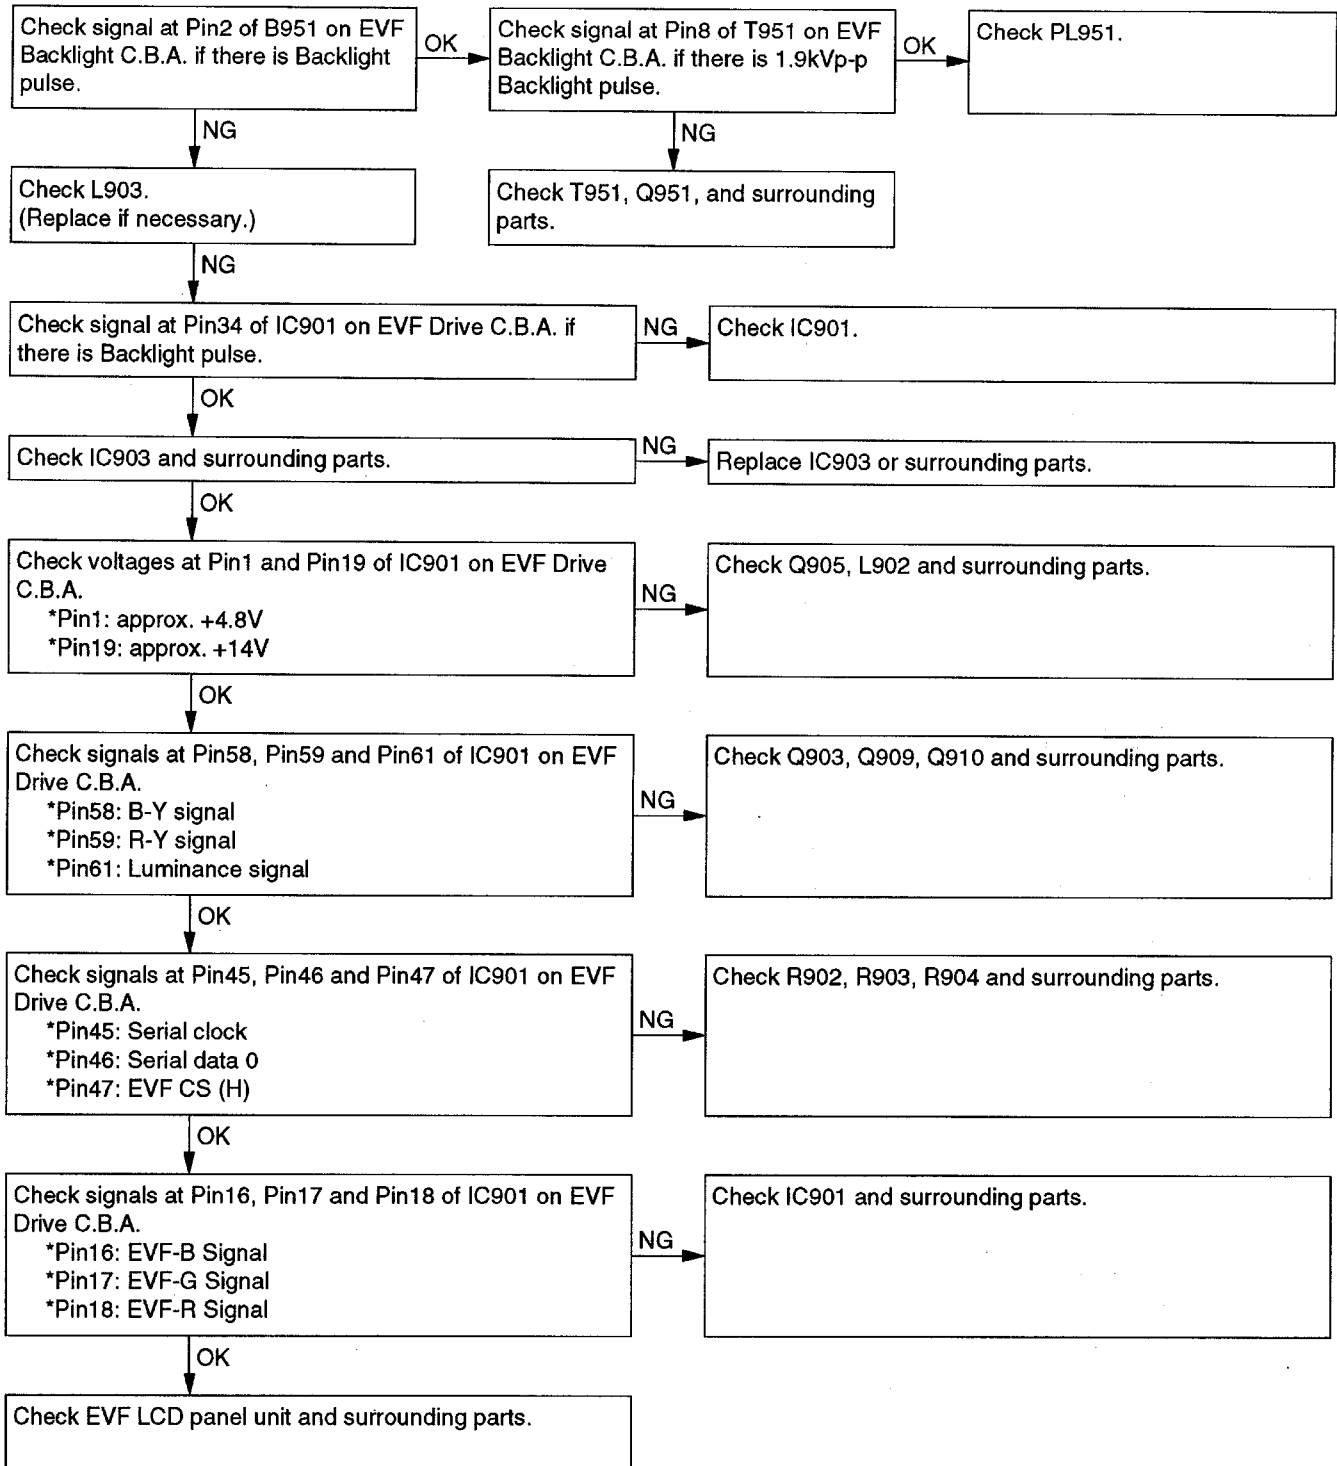 Check signal at Pin2 of B951 on EVF
Backlight C.B.A. if there is Backlight
pulse.
OK
Check signal at Pin8 of T951 on EVF
Backlight C.B.A. if there is 1.9kVp-p
Backlight pulse.
OK
Check PL951.
NG
NG
Check L903.
(Replace if necessary.)
Check T951, Q951, and surrounding
parts.
NG
Check signal at Pin34 of IC901 on EVF Drive C.B.A. if
there is Backlight pulse.
NG
Check IC901.
OK
Check IC903 and surrounding parts.
NG
Replace IC903 or surrounding parts.
OK
Check voltages at Pin1 and Pin19 of IC901 on EVF Drive
C.B.A.
*Pin1: approx. +4.8V
*Pin19: approx. +14V
NG
Check Q905, L902 and surrounding parts.
OK
Check signals at Pin58, Pin59 and Pin61 of IC901 on EVF
Drive C.B.A.
*Pin58: B-Y signal
*Pin59: R-Y signal
*Pin61: Luminance signal
NG
Check Q903, Q909, Q910 and surrounding parts.
OK
Check signals at Pin45, Pin46 and Pin47 of IC901 on EVF
Drive C.B.A.
*Pin45: Serial clock
*Pin46: Serial data 0
*Pin47: EVF CS (H)
NG
Check R902, R903, R904 and surrounding parts.
OK
Check signals at Pin16, Pin17 and Pin18 of IC901 on EVF
Drive C.B.A.
*Pin16: EVF-B Signal
*Pin17: EVF-G Signal
*Pin18: EVF-R Signal
NG
Check IC901 and surrounding parts.
OK
Check EVF LCD panel unit and surrounding parts.